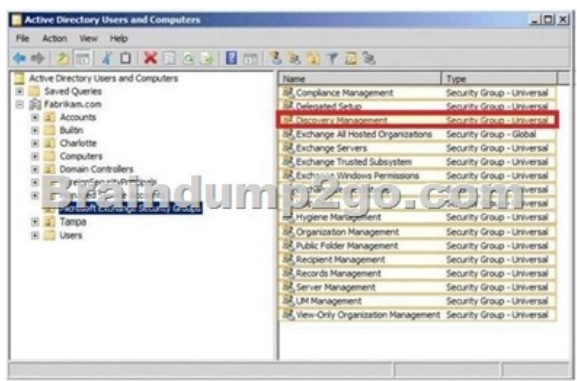 Active Directory Users and Computers
File Action View Help
Active Directory Users and Computers
Saved Queries
Fabrikam.com
Accounts
Builtin
Charlotte
Computers
Domain Controllers
Microsoft Exchange Security Groups
Tampa
Users
Name Type
Compliance Management Security Group - Universal
Delegated Setup Security Group - Universal
Discovery Management Security Group - Universal
Exchange All Hosted Organizations Security Group - Global
Exchange Servers Security Group - Universal
Exchange Trusted Subsystem Security Group - Universal
Exchange Windows Permissions Security Group - Universal
Security Group - Universal
Security Group - Universal
Hygiene Management Security Group - Universal
Organization Management Security Group - Universal
Public Folder Management Security Group - Universal
Recipient Management Security Group - Universal
Records Management Security Group - Universal
Server Management Security Group - Universal
UM Management Security Group - Universal
View-Only Organization Management Security Group - Universal
Braindump2go.com